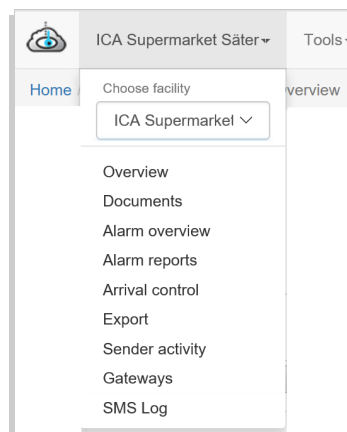 ICA Supermarket Säter Tools
Home verview
Choose facility
ICA Supermarket
Overview
Documents
Alarm overview
Alarm reports
Arrival control
Export
Sender activity
Gateways
SMS Log